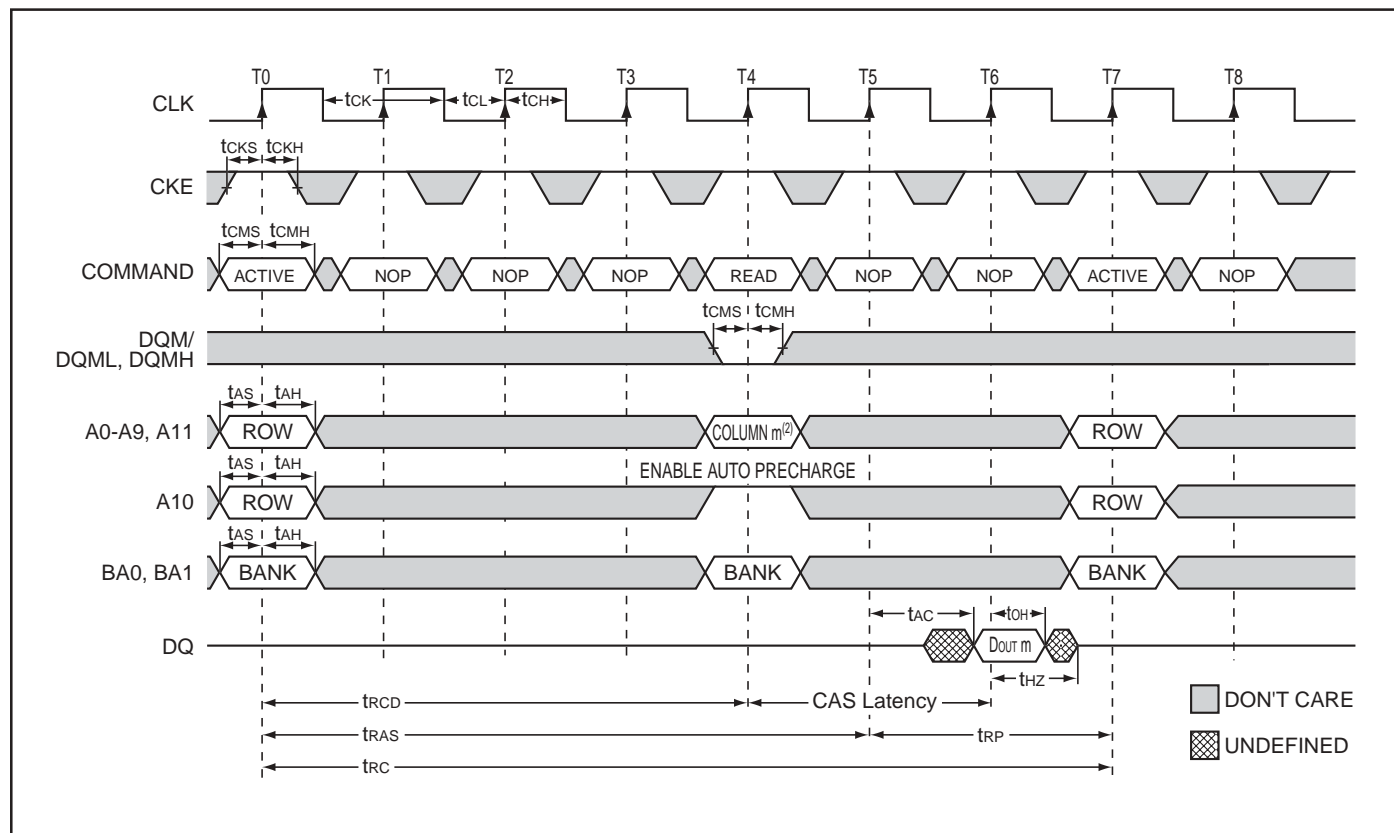 T0 T1 T2 T3 T4 T5 T6 T7 T8
CLK tCK tCL tCH
tCKS tCKH
CKE
tCMS tCMH
COMMAND ACTIVE NOP NOP NOP READ NOP NOP ACTIVE NOP
tCMS tCMH
DQM/
DQML, DQMH
tAS tAH
A0-A9, A11 ROW COLUMN m(2) ROW
tAS tAH ENABLE AUTO PRECHARGE
A10 ROW ROW
tAS tAH
BA0, BA1 BANK BANK BANK
tAC tOH
DQ DOUT m
tHZ
tRCD CAS Latency
DON'T CARE
tRAS tRP
UNDEFINED
tRC